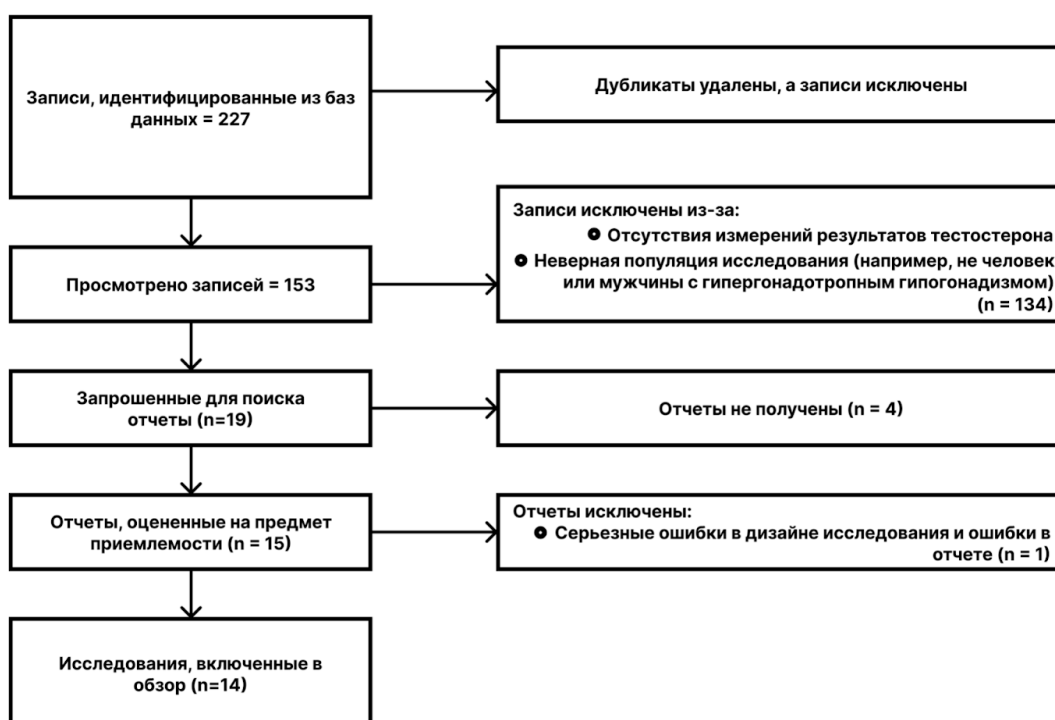 Записи, идентифицированные из баз
данных = 227
Дубликаты удалены, а записи исключены
Просмотрено записей = 153
Записи исключены из-за:
Отсутствия измерений результатов тестостерона
Неверная популяция исследования (например, не человек
или мужчины с гипергонадотропным гипогонадизмом)
(n = 134)
Запрошенные для поиска
отчеты (n=19)
Отчеты не получены (n = 4)
Отчеты, оцененные на предмет
приемлемости (n = 15)
Отчеты исключены:
Серьезные ошибки в дизайне исследования и ошибки в
отчете (n = 1)
Исследования, включенные в
обзор (n=14)